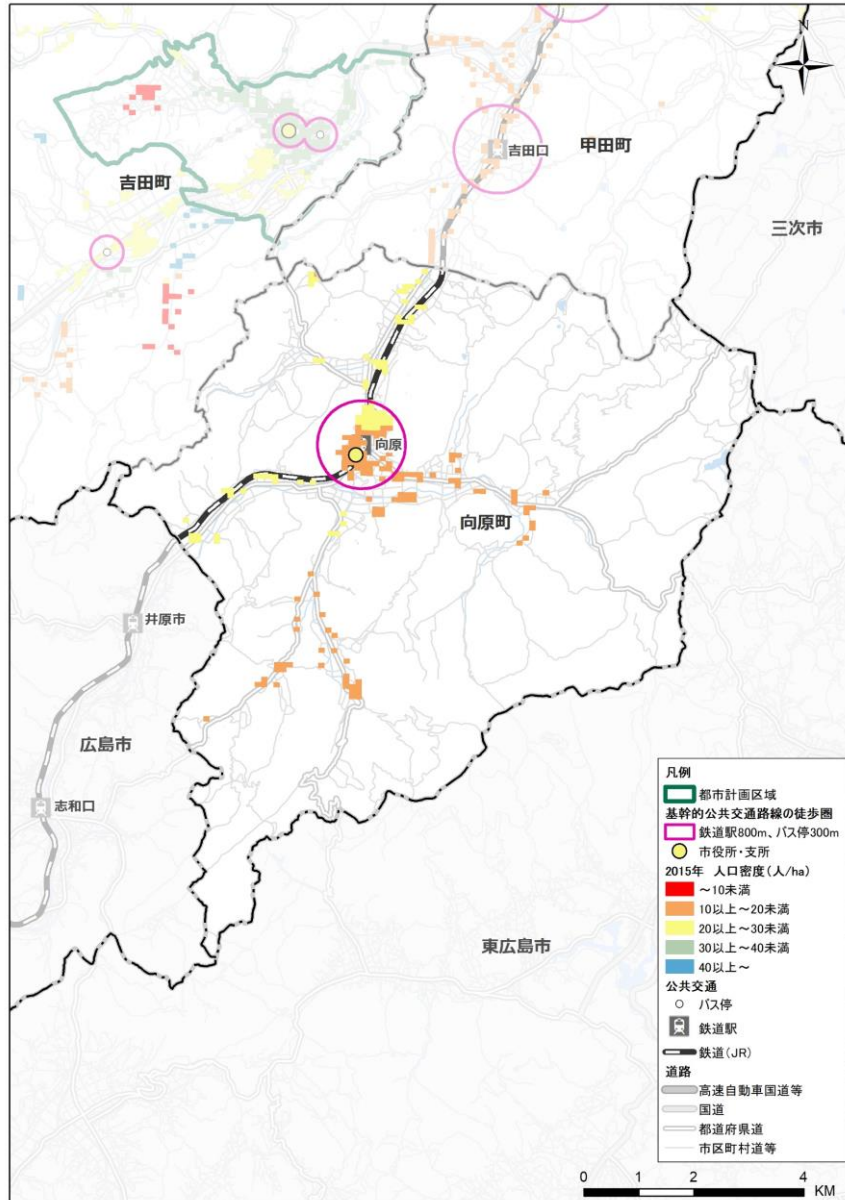 N
吉田口
甲田町
吉田町
三次市
向原
向原町
井原市
広島市
志和口
東広島市
凡例
都市計画区域
基幹的公共交通路線の徒歩圏
鉄道駅800m、バス停300m
市役所・支所
2015年 人口密度(人/ha)
～10未満
10以上～20未満
20以上～30未満
30以上～40未満
40以上～
公共交通
バス停
鉄道駅
鉄道(JR)
道路
高速自動車国道等
国道
都道府県道
市区町村道等
0 1 2 4
KM